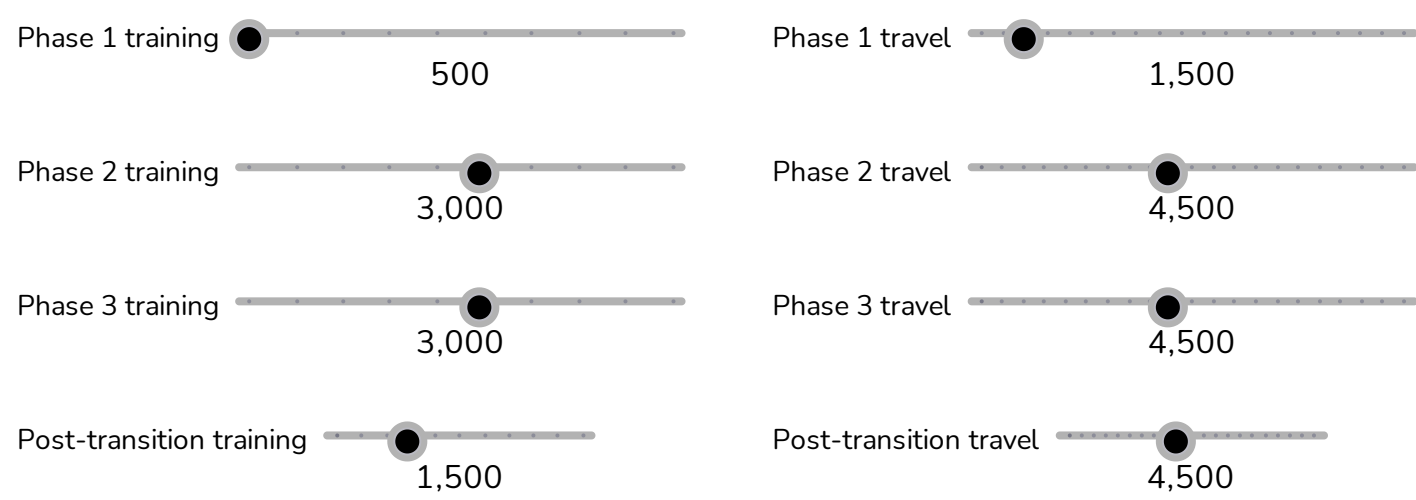 Phase 1 training
500
Phase 1 travel
1,500
Phase 2 training
3,000
Phase 2 travel
4,500
Phase 3 training
3,000
Phase 3 travel
4,500
Post-transition training
1,500
Post-transition travel
4,500